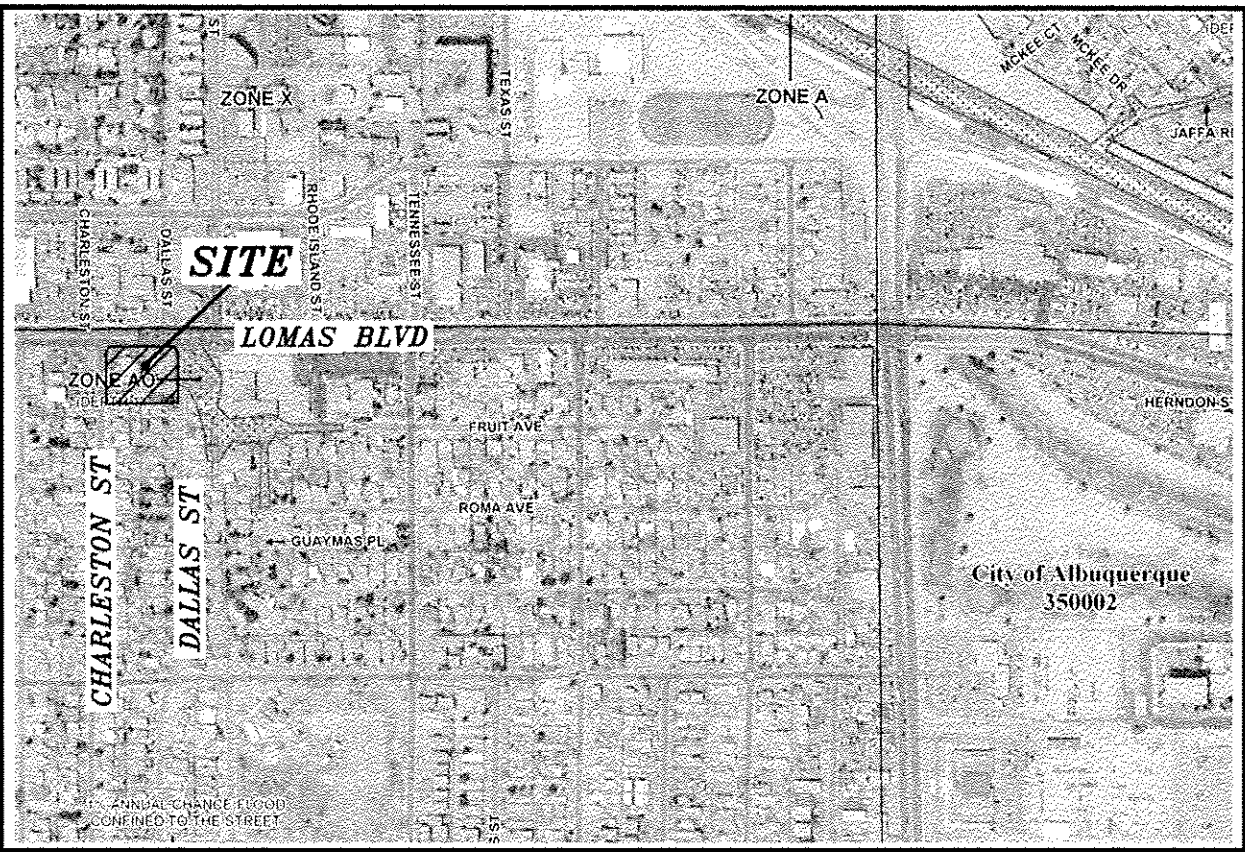 ST
ZONE X
TEXAS ST
ZONE A
MCKEE CT
MCKEE DR
JAFFA
CHARLESTON ST
DALLAS ST
RHODE ISLAND ST
TENNESSEE ST
SITE
LOMAS BLVD
ZONE AO
HERNDON S
FRUIT AVE
CHARLESTON ST
DALLAS ST
ROMA AVE
GUAYMAS PL
City of Albuquerque
350002
1% ANNUAL CHANCE FLOOD
CONFINED TO THE STREET
ST